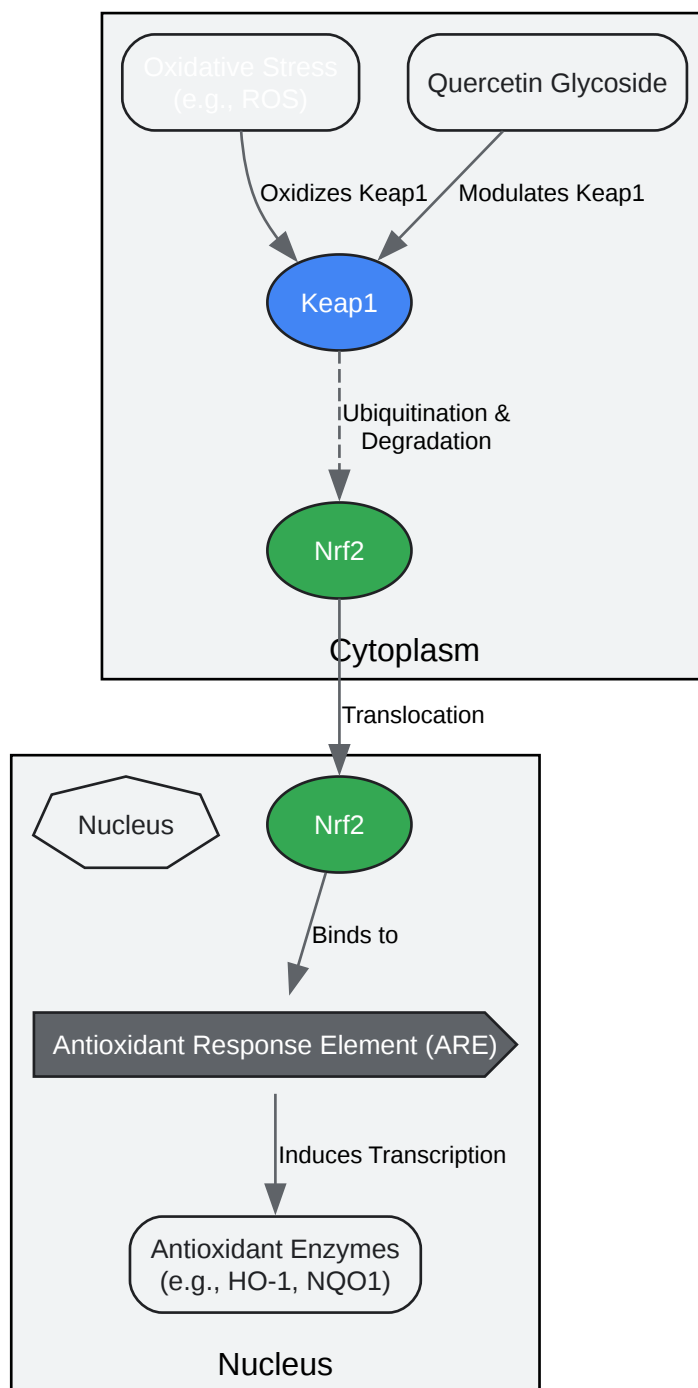 Oxidative Stress
(e.g., ROS)
Quercetin Glycoside
Oxidizes Keap1
Modulates Keap1
Keap1
Ubiquitination &
Degradation
Nrf2
Cytoplasm
Translocation
Nucleus
Nrf2
Binds to
Antioxidant Response Element (ARE)
Induces Transcription
Antioxidant Enzymes
(e.g., HO-1, NQO1)
Nucleus